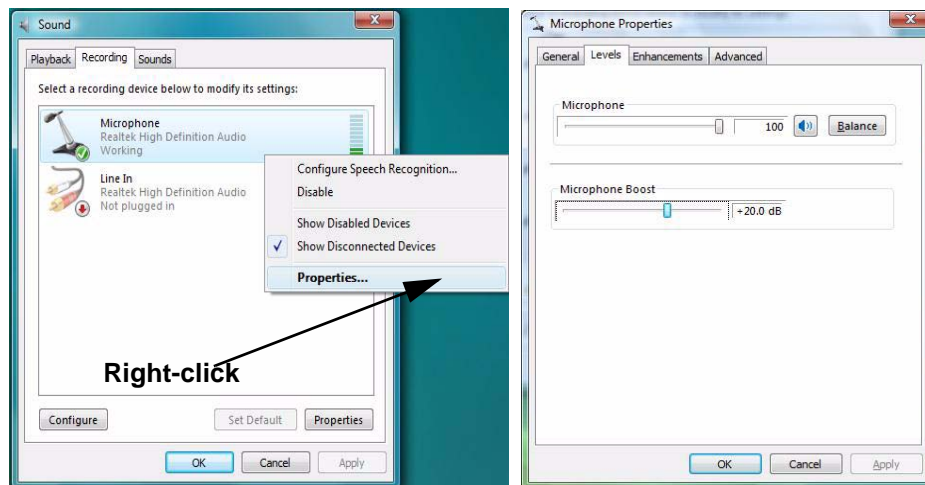 Sound
Playback Recording Sounds
Select a recording device below to modify its settings:
Microphone
Realtek High Definition Audio
Working
Line In
Realtek High Definition Audio
Not plugged in
Configure Speech Recognition...
Disable
Show Disabled Devices
Show Disconnected Devices
Properties...
Right-click
Configure Set Default Properties
OK Cancel Apply
Microphone Properties
General Levels Enhancements Advanced
Microphone
100 Balance
Microphone Boost
+20.0 dB
OK Cancel Apply